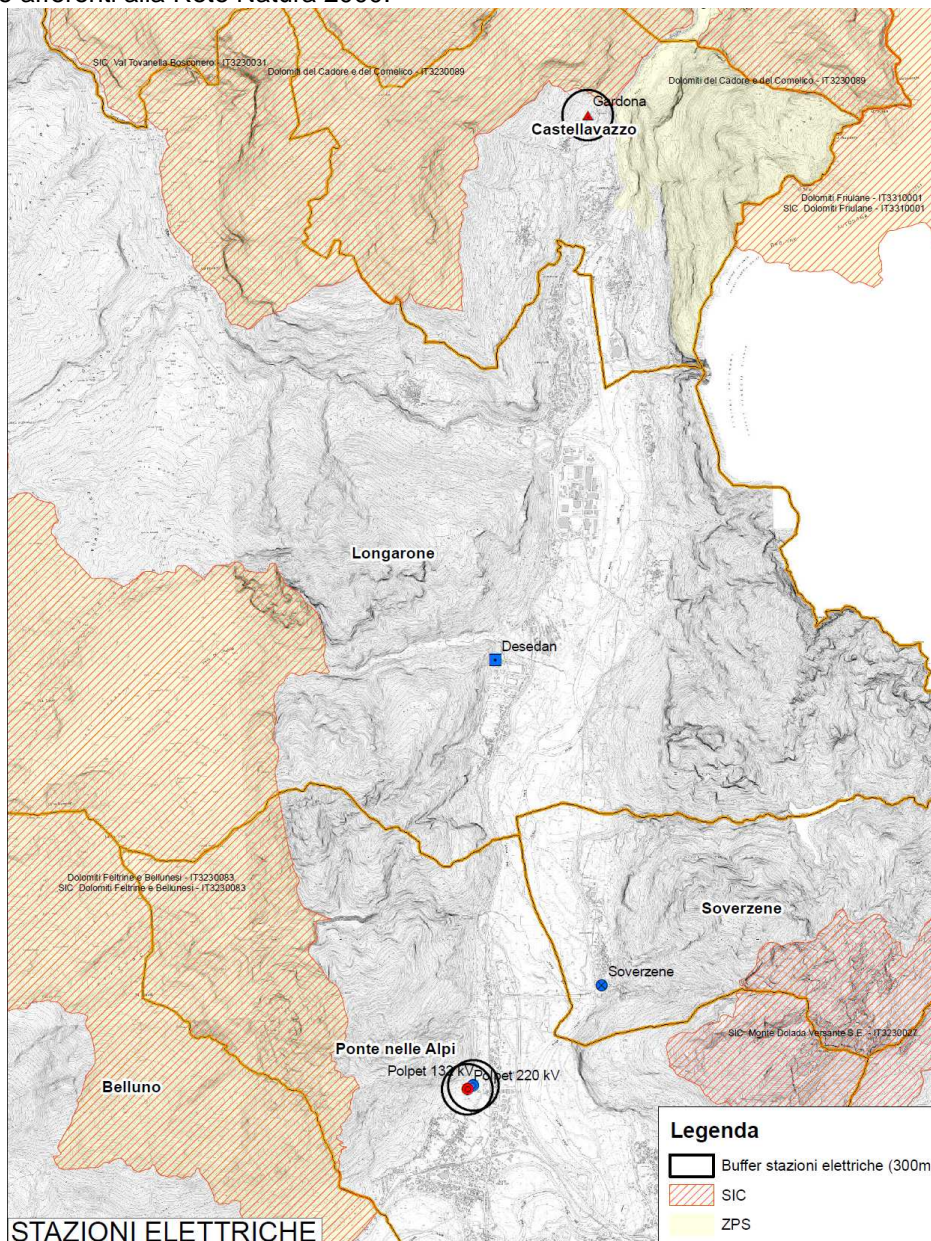 afferenti alla Rete Natura 2000.
SIC Val Tovanella Bosconero - IT3230031
Dolomiti del Cadore e del Comelico - IT3230089
Dolomiti del Cadore e del Comelico - IT3230089
Gardona
Castellavazzo
Dolomiti Friulane - IT3310001
SIC Dolomiti Friulane - IT3310001
Longarone
Desedan
Dolomiti Feltrine e Bellunesi - IT3230083
SIC Dolomiti Feltrine e Bellunesi - IT3230083
Soverzene
Soverzene
SIC Monte Dolada Versante S.E. - IT3230027
Ponte nelle Alpi
Polpet 132 kV
Polpet 220 kV
Belluno
Legenda
Buffer stazioni elettriche (300m
SIC
ZPS
STAZIONI ELETTRICHE